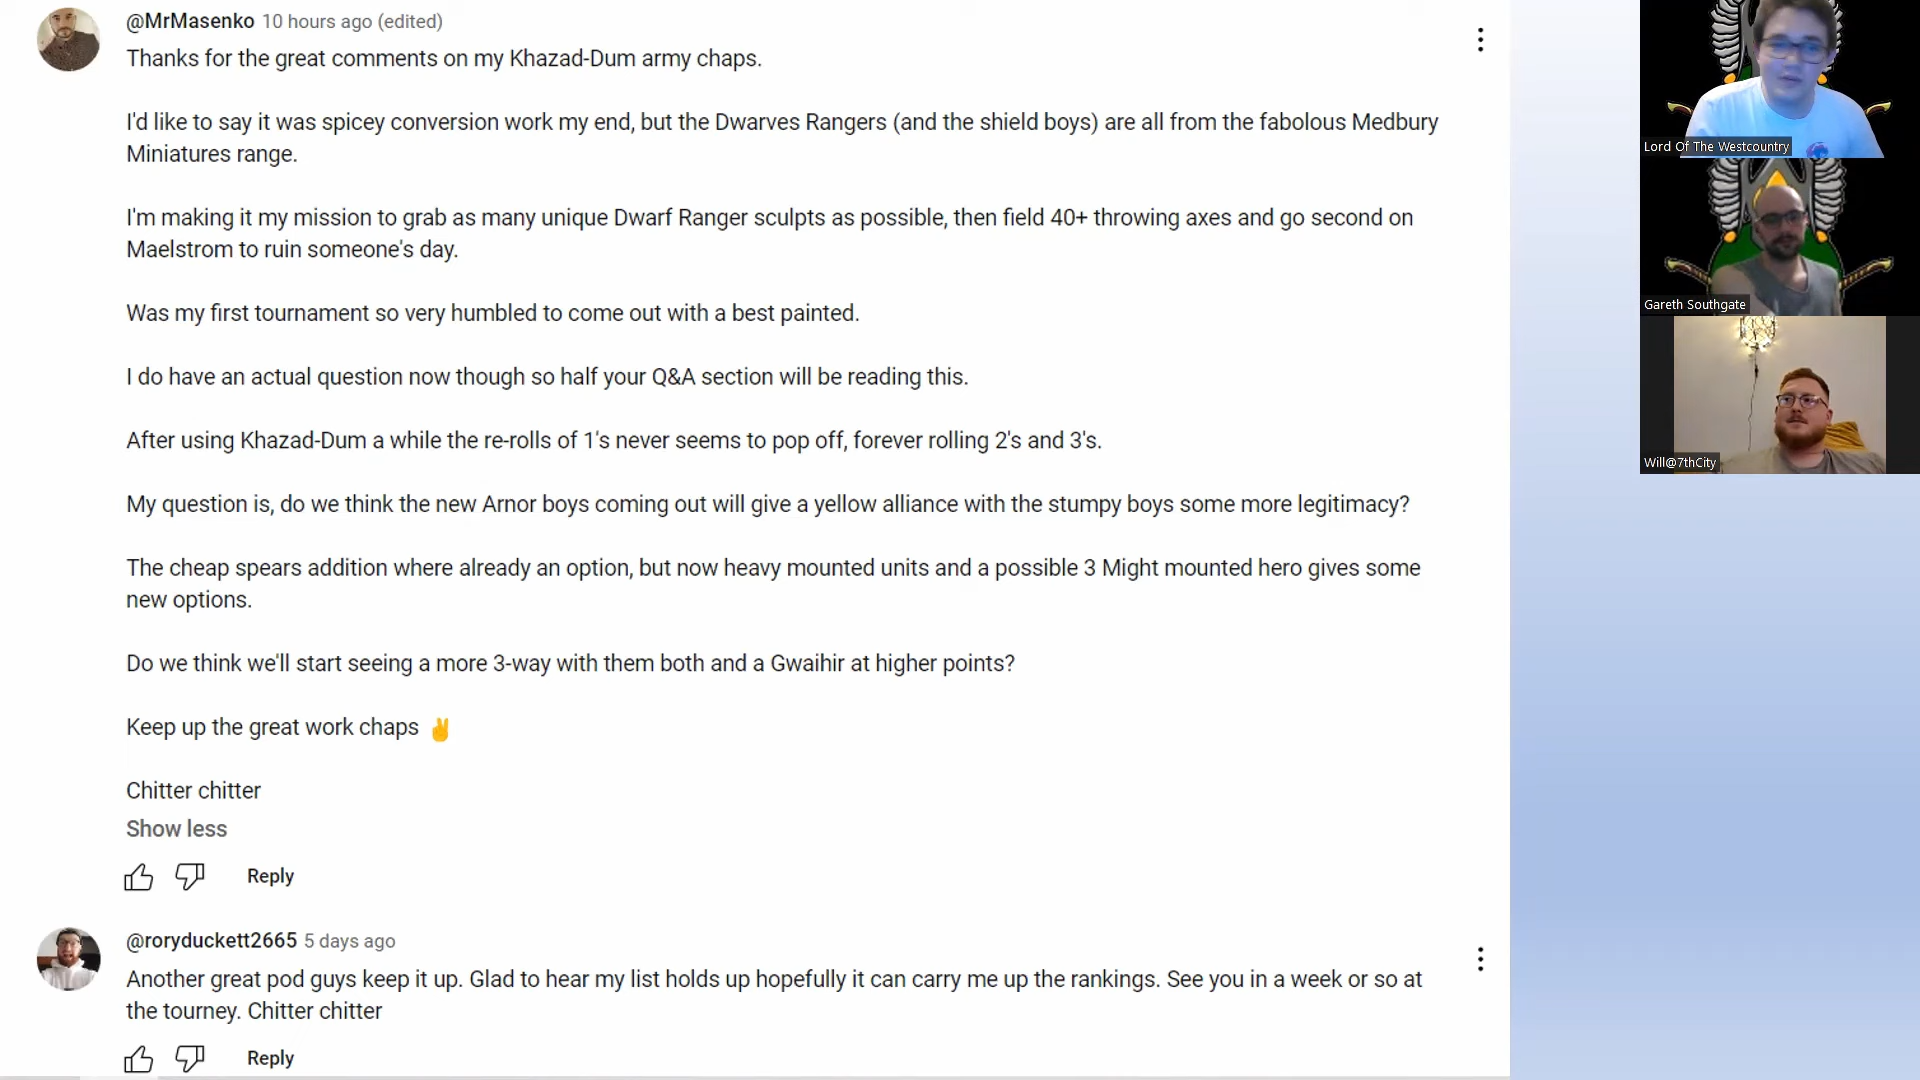 @MrMasenko 10 hours ago (edited)
Thanks for the great comments on my Khazad-Dum army chaps.
I'd like to say it was spicey conversion work my end, but the Dwarves Rangers (and the shield boys) are all from the fabolous Medbury
Miniatures range.
I'm making it my mission to grab as many unique Dwarf Ranger sculpts as possible, then field 40+ throwing axes and go second on
Maelstrom to ruin someone's day.
Was my first tournament so very humbled to come out with a best painted.
I do have an actual question now though so half your Q&A section will be reading this.
After using Khazad-Dum a while the re-rolls of 1's never seems to pop off, forever rolling 2's and 3's.
My question is, do we think the new Arnor boys coming out will give a yellow alliance with the stumpy boys some more legitimacy?
The cheap spears addition where already an option, but now heavy mounted units and a possible 3 Might mounted hero gives some
new options.
Do we think we'll start seeing a more 3-way with them both and a Gwaihir at higher points?
Keep up the great work chaps ✌
Chitter chitter
Show less
Reply
@roryduckett2665 5 days ago
Another great pod guys keep it up. Glad to hear my list holds up hopefully it can carry me up the rankings. See you in a week or so at
the tourney. Chitter chitter
Reply
Lord Of The Westcountry
Gareth Southgate
Will@7thCity